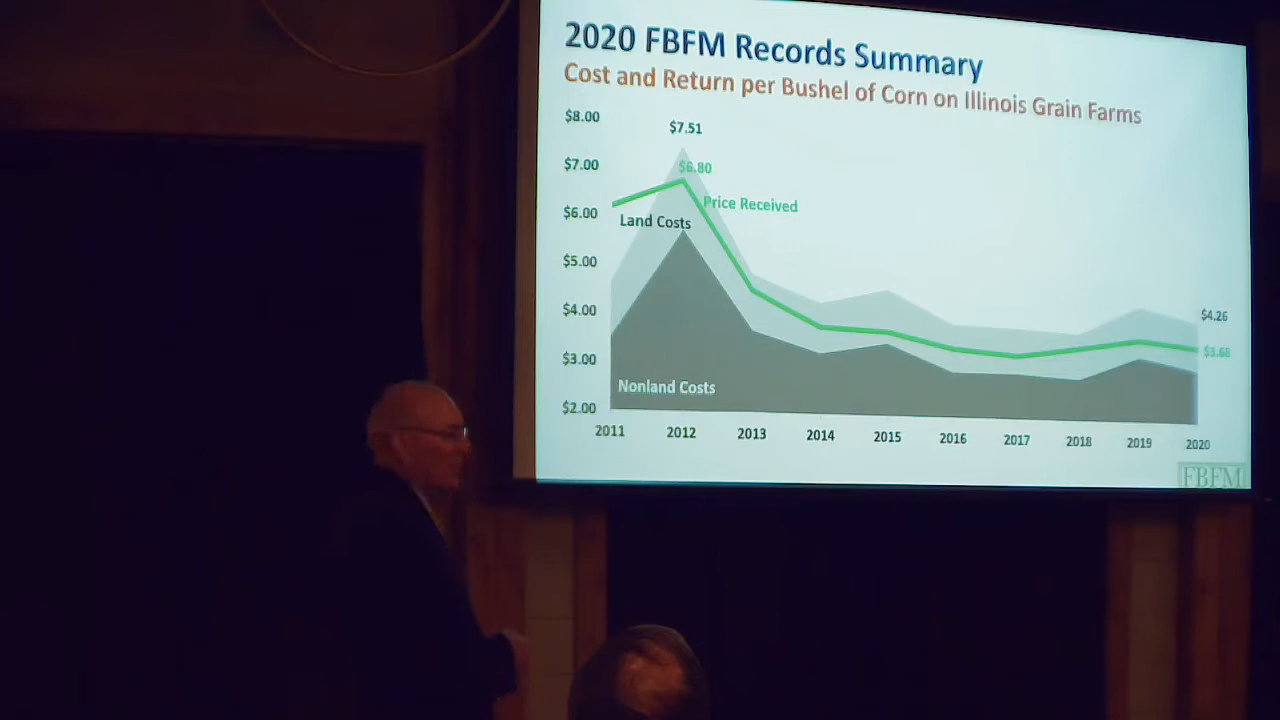 2020 FBFM Records Summary
Cost and Return per Bushel of Corn on Illinois Grain Farms
$8.00
$7.51
$7.00
$6.80
Price Received
$6.00
Land Costs
$5.00
$4.00
$4.26
$3.00
$3.68
Nonland Costs
$2.00
2011 2012 2013 2014 2015 2016 2017 2018 2019 2020
FBFM